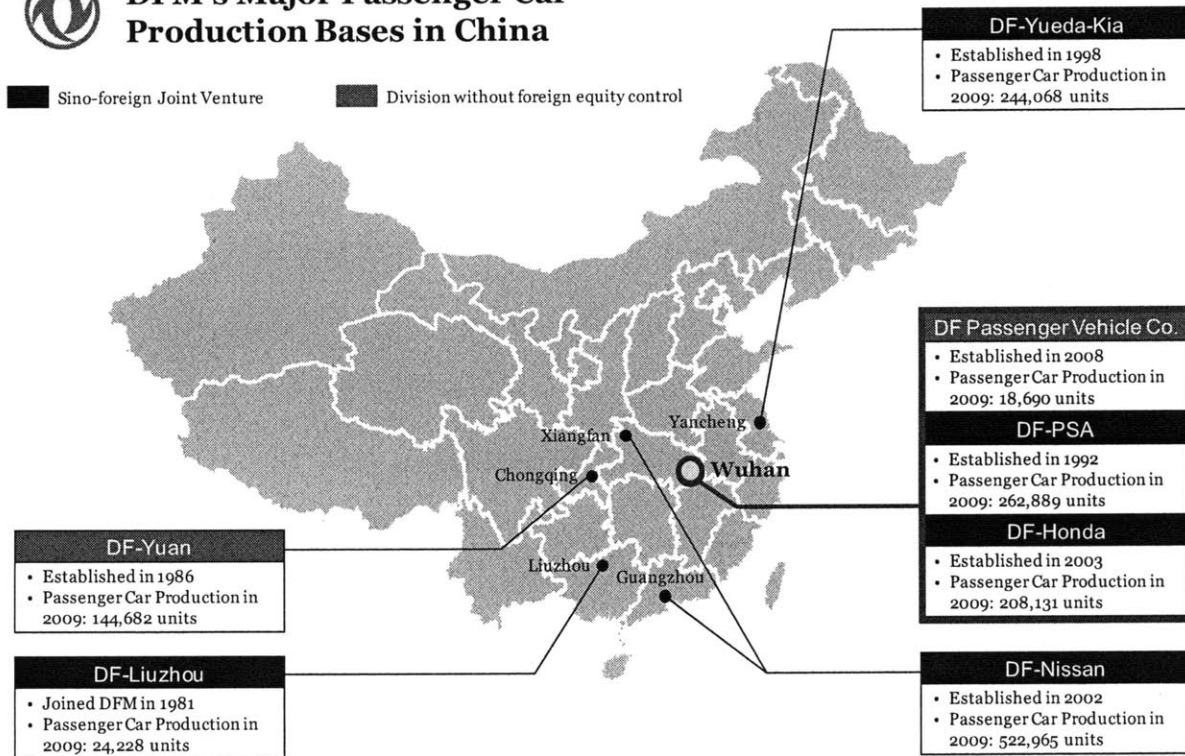 DFM's Major Passenger Car
Production Bases in China
Sino-foreign Joint Venture
Division without foreign equity control
DF-Yueda-Kia
• Established in 1998
• Passenger Car Production in
2009: 244,068 units
DF Passenger Vehicle Co.
• Established in 2008
• Passenger Car Production in
2009: 18,690 units
DF-PSA
• Established in 1992
• Passenger Car Production in
2009: 262,889 units
DF-Honda
• Established in 2003
• Passenger Car Production in
2009: 208,131 units
DF-Nissan
• Established in 2002
• Passenger Car Production in
2009: 522,965 units
Yancheng
Xiangfan
Wuhan
Chongqing
Liuzhou
Guangzhou
DF-Yuan
• Established in 1986
• Passenger Car Production in
2009: 144,682 units
DF-Liuzhou
• Joined DFM in 1981
• Passenger Car Production in
2009: 24,228 units